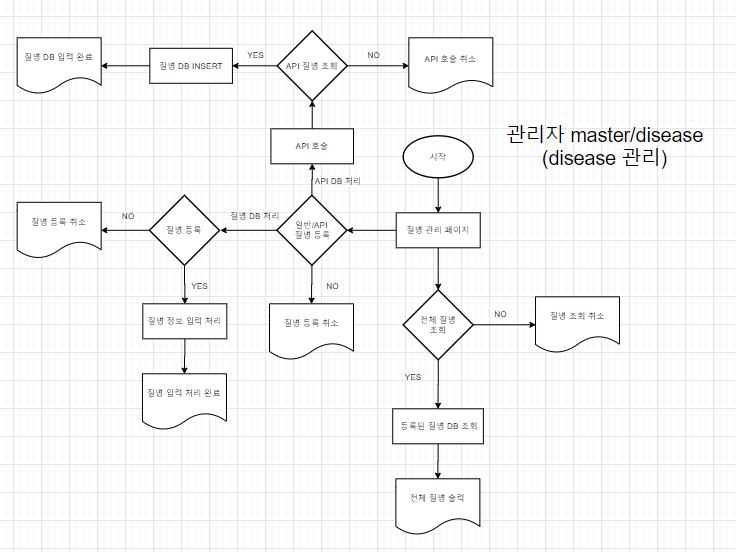 질병 DB 입력 완료
질병 DB INSERT
YES
API 질병 조회
NO
API 호출 취소
관리자 master/disease
(disease 관리)
API 호출
시작
API DB 처리
질병 등록 취소
NO
질병 등록
질병 DB 처리
일반/API
질병 등록
질병 관리 페이지
YES
NO
질병 정보 입력 처리
질병 등록 취소
전체 질병
조회
NO
질병 조회 취소
질병 입력 처리 완료
YES
등록된 질병 DB 조회
전체 질병 출력